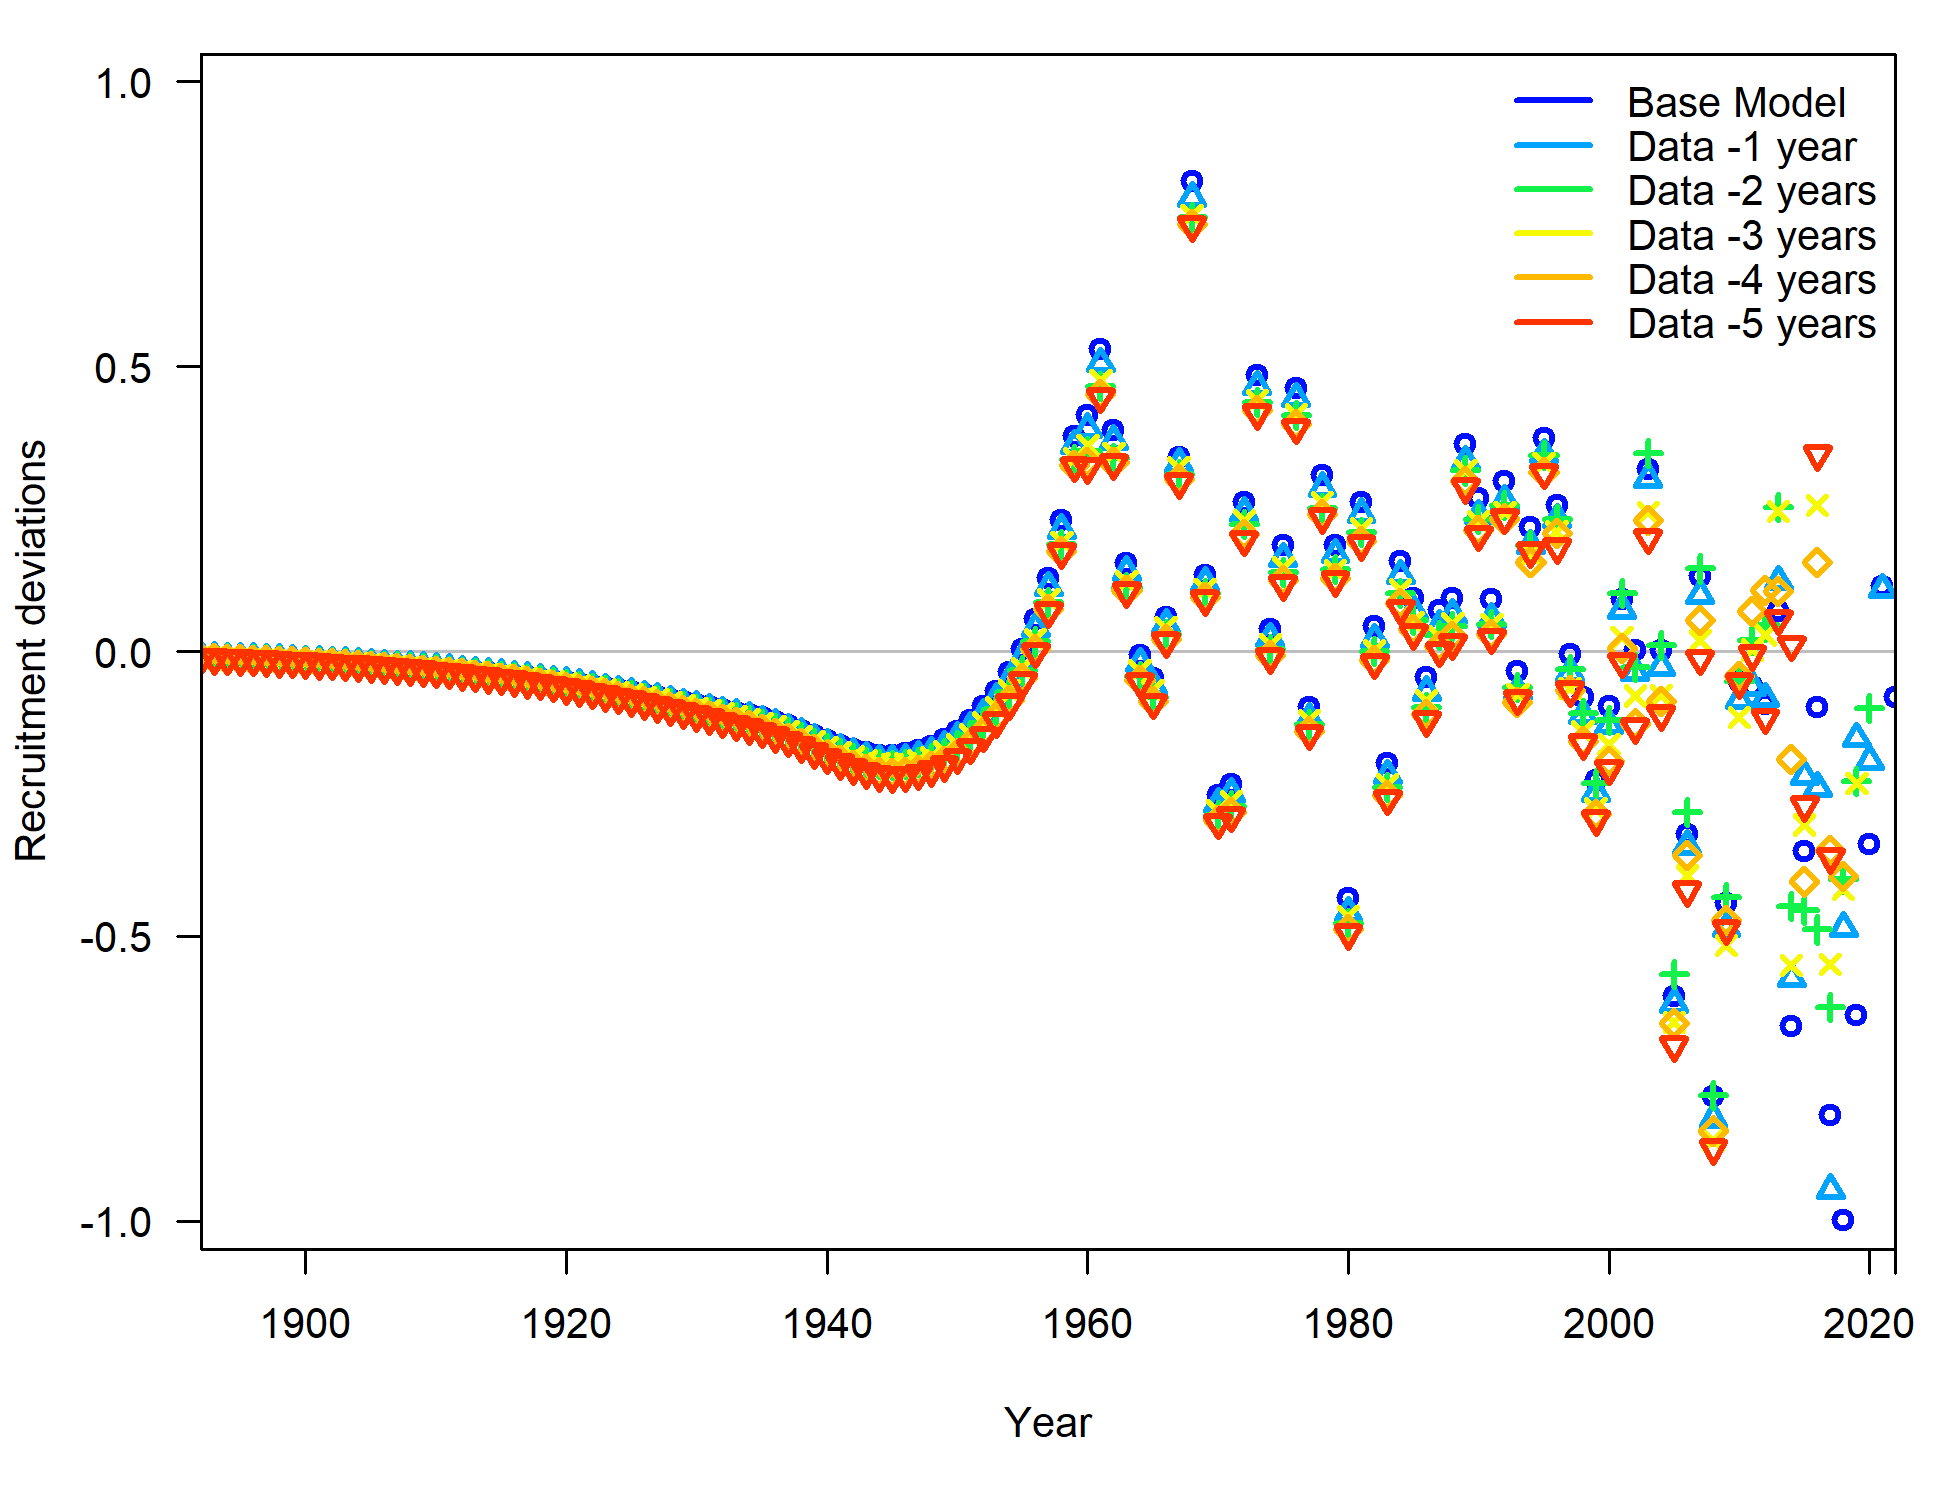 1.0
0.5
0.0
-0.5
-1.0
Recruitment deviations
Base Model
Data -1 year
Data -2 years
Data -3 years
Data -4 years
Data -5 years
1900 1920 1940 1960 1980 2000 2020
Year